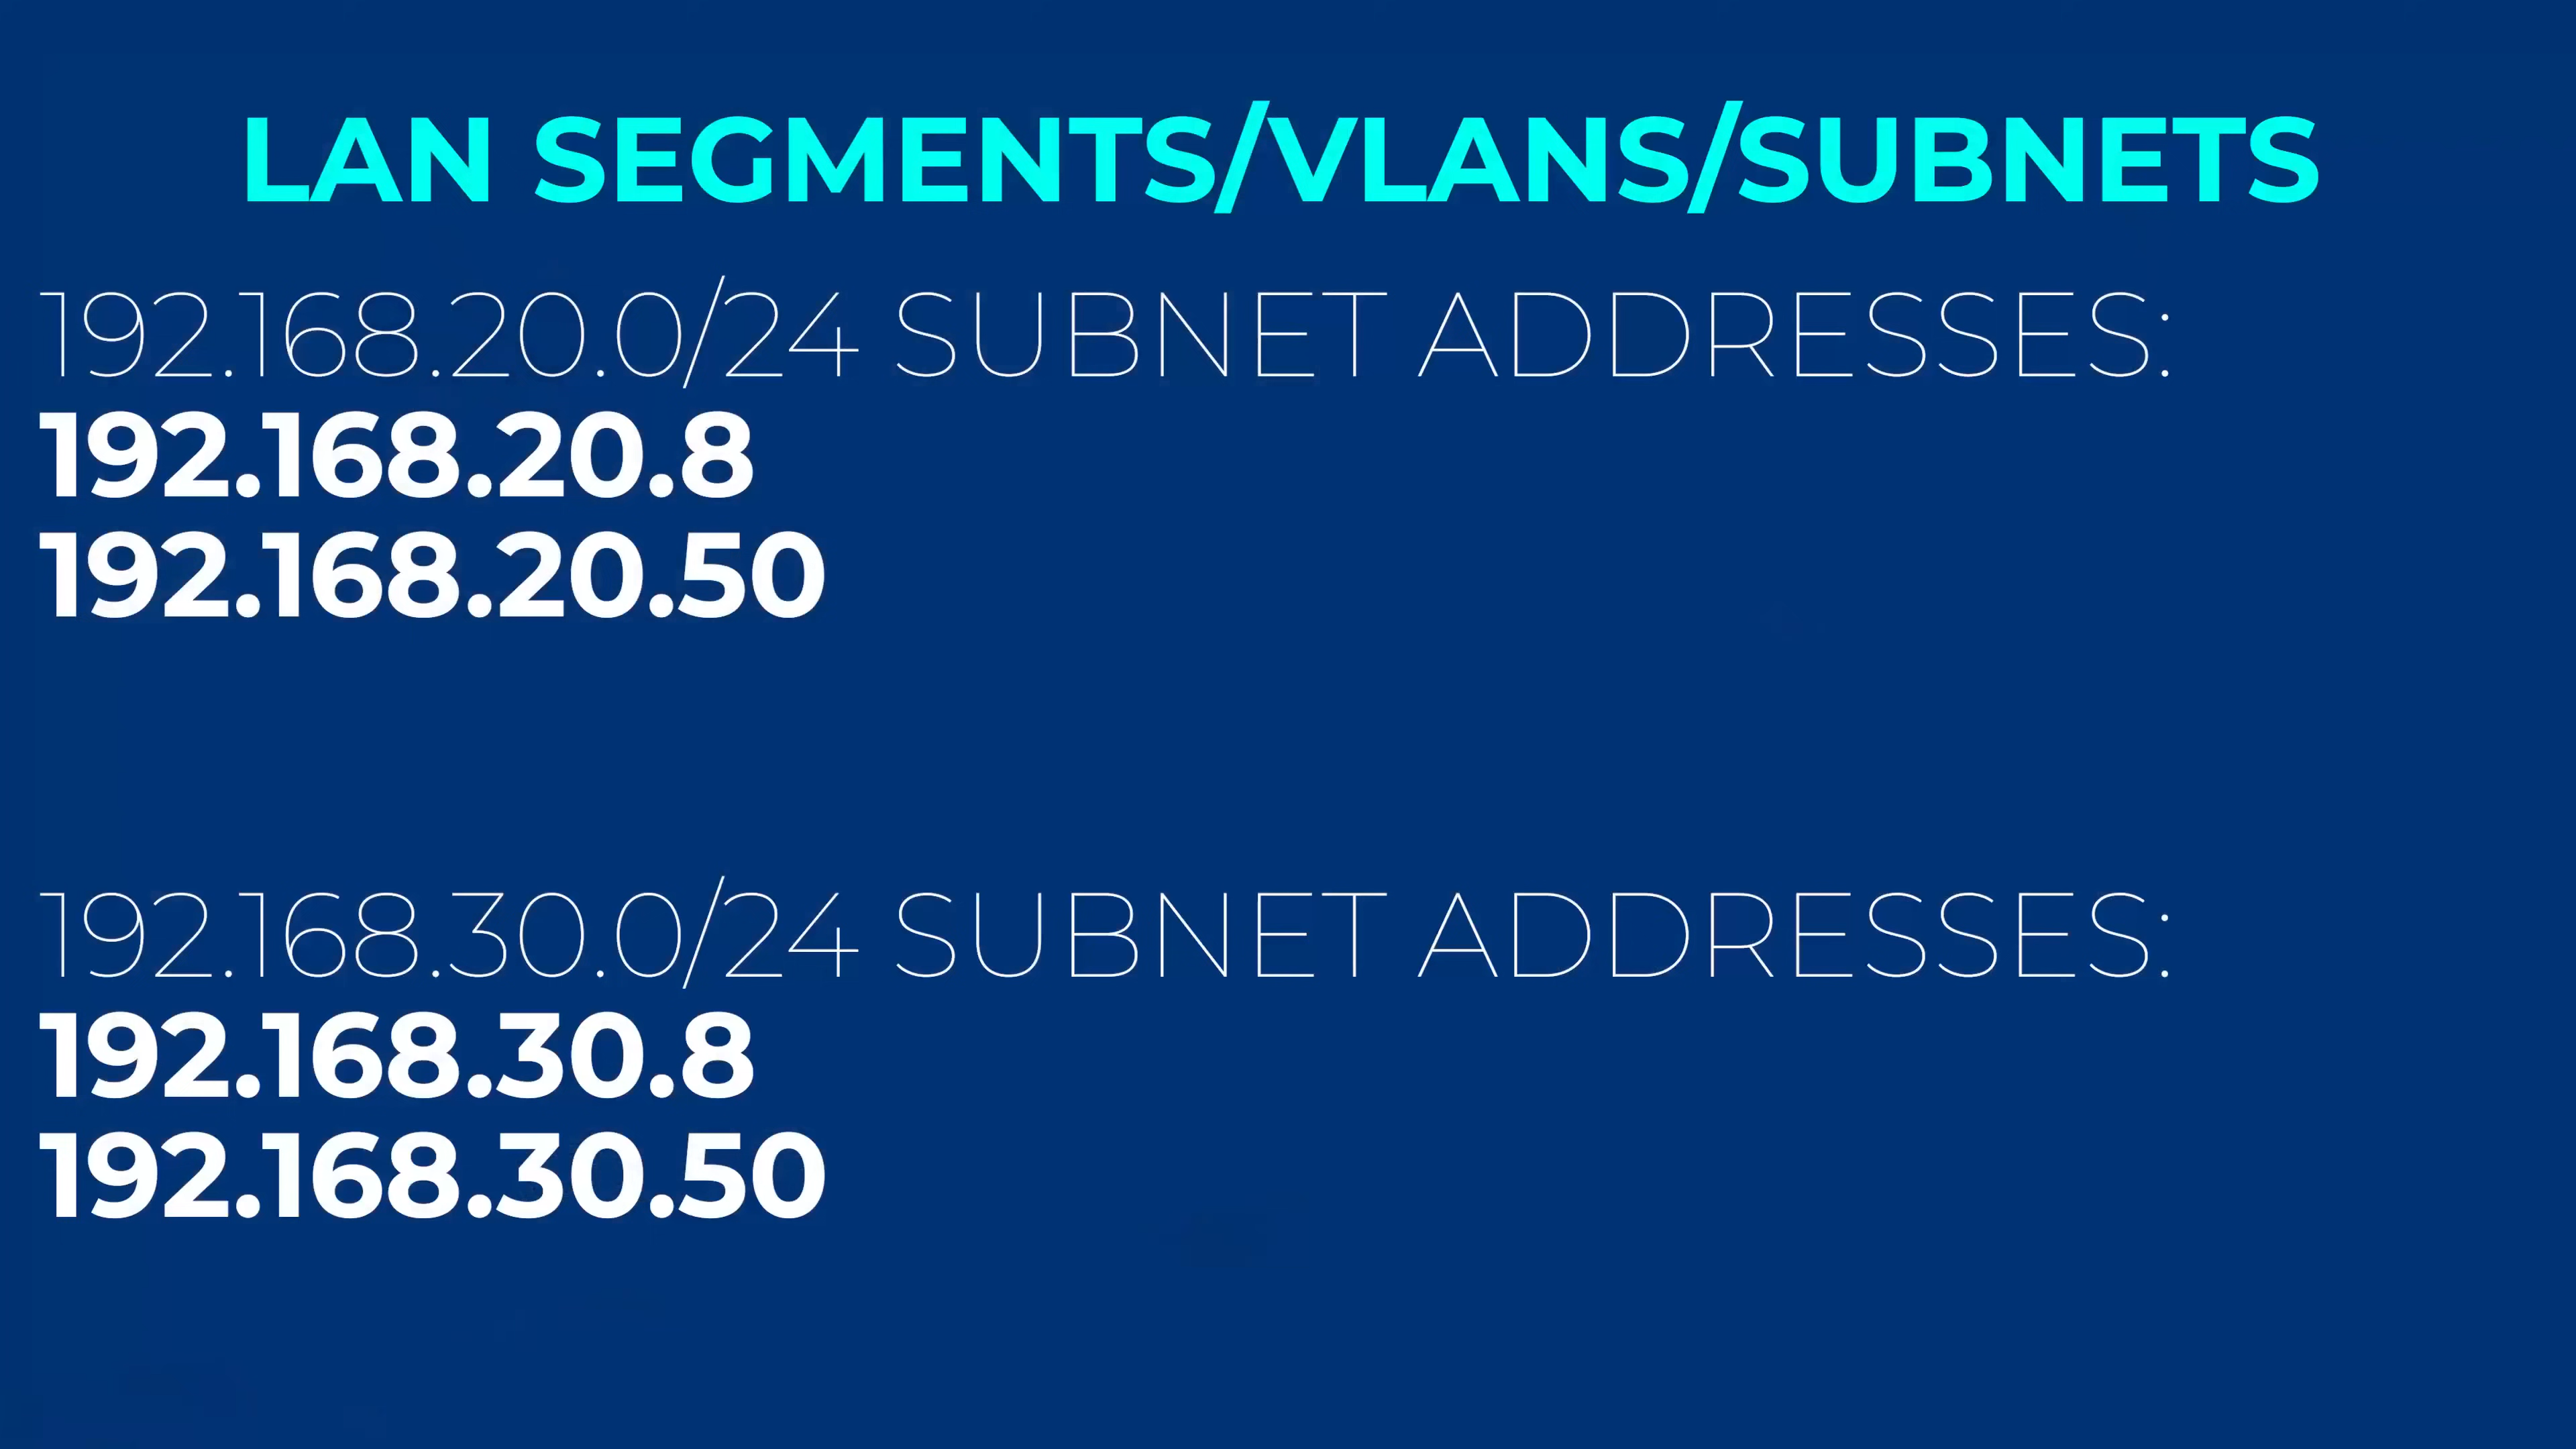 LAN SEGMENTS/VLANS/SUBNETS
192.168.20.0/24 SUBNET ADDRESSES:
192.168.20.8
192.168.20.50
192.168.30.0/24 SUBNET ADDRESSES:
192.168.30.8
192.168.30.50